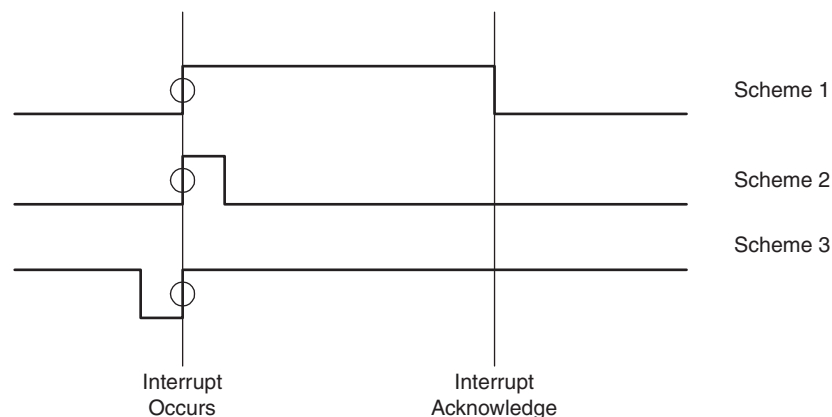 Scheme 1
Scheme 2
Scheme 3
Interrupt
Occurs
Interrupt
Acknowledge